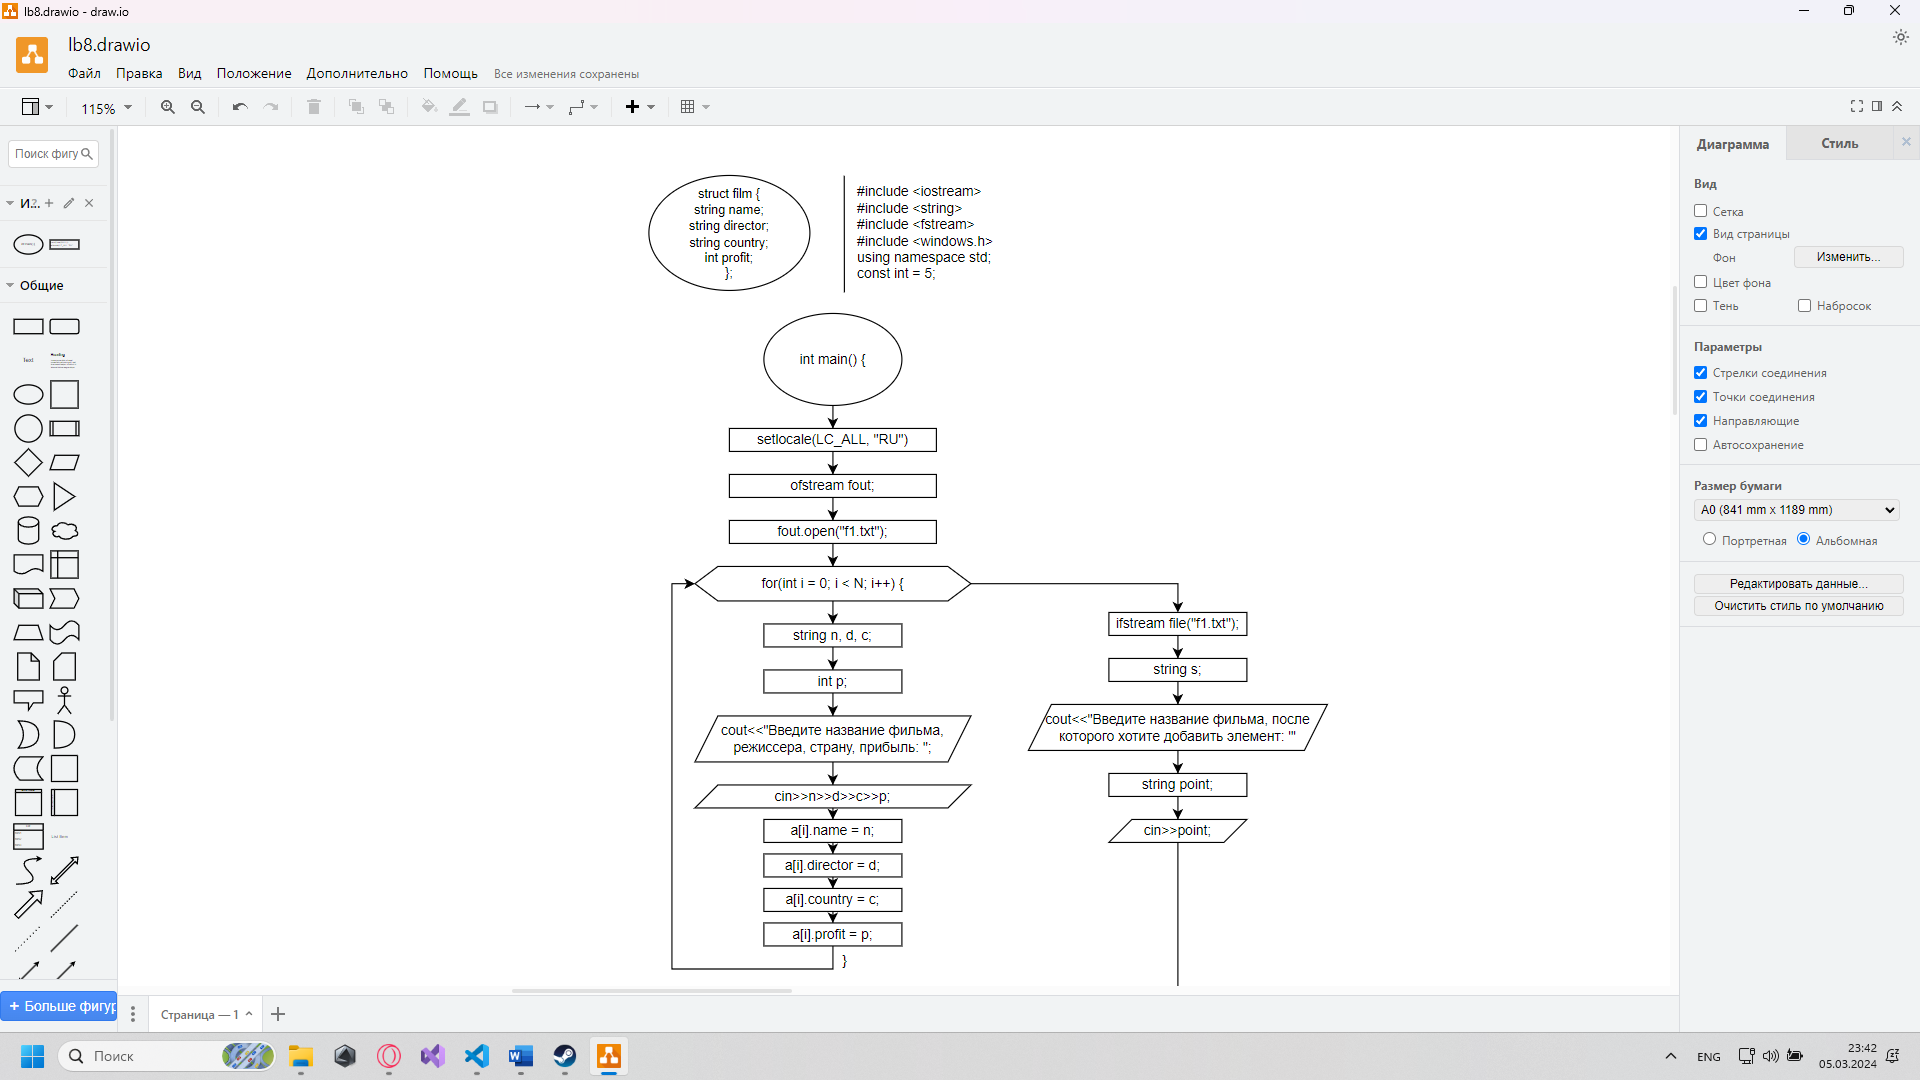 lb8.drawio - draw.io
lb8.drawio
Файл Правка Вид Положение Дополнительно Помощь Все изменения сохранены
115%
Поиск фигу
И...
Общие
Text
Heading
List Item
+ Больше фигур
struct film {
string name;
string director;
string country;
int profit;
};
#include <iostream>
#include <string>
#include <fstream>
#include <windows.h>
using namespace std;
const int = 5;
int main() {
setlocale(LC_ALL, "RU")
ofstream fout;
fout.open("f1.txt");
for(int i = 0; i < N; i++) {
string n, d, c;
int p;
cout<<"Введите название фильма,
режиссера, страну, прибыль: ";
cin>>n>>d>>c>>p;
a[i].name = n;
a[i].director = d;
a[i].country = c;
a[i].profit = p;
}
ifstream file("f1.txt");
string s;
cout<<"Введите название фильма, после
которого хотите добавить элемент: '"
string point;
cin>>point;
Диаграмма Стиль
Вид
Сетка
Вид страницы
Фон Изменить...
Цвет фона
Тень Набросок
Параметры
Стрелки соединения
Точки соединения
Направляющие
Автосохранение
Размер бумаги
A0 (841 mm x 1189 mm)
Портретная Альбомная
Редактировать данные...
Очистить стиль по умолчанию
Страница — 1
Поиск
ENG
23:42
05.03.2024